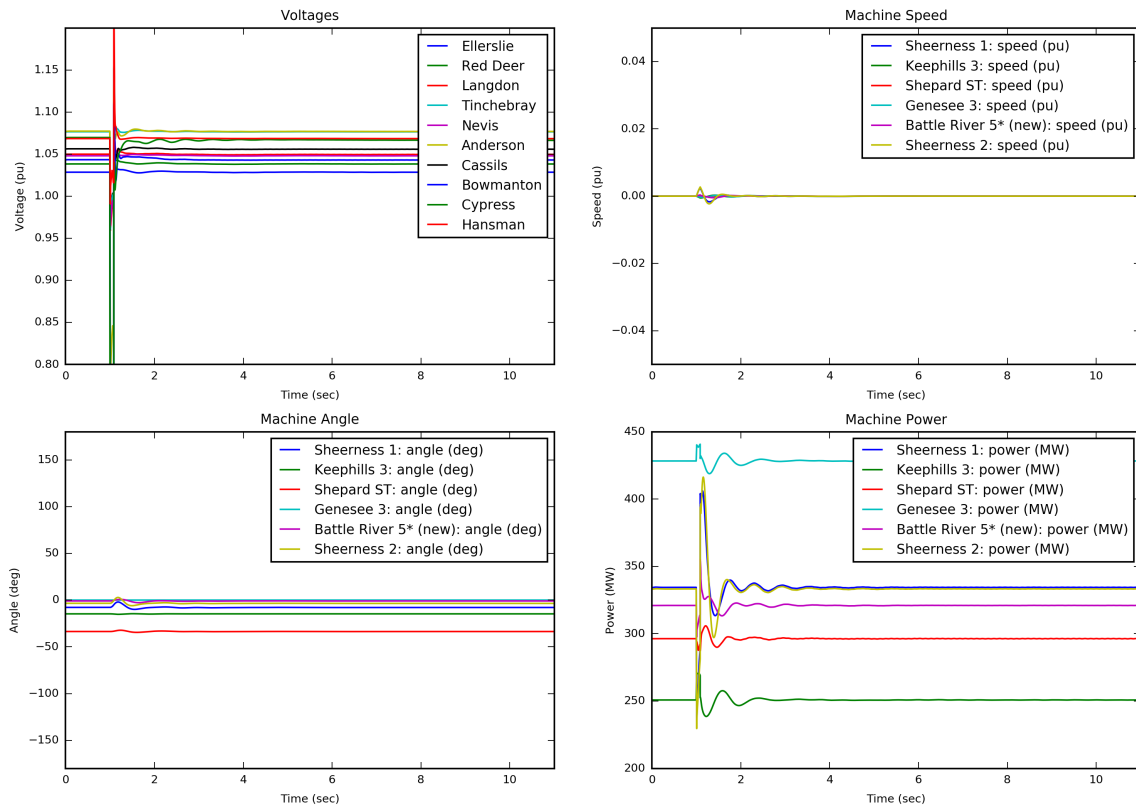 Voltages
1.15
1.10
1.05
1.00
0.95
0.90
0.85
0.80
Voltage (pu)
0 2 4 6 8 10
Time (sec)
Ellerslie
Red Deer
Langdon
Tinchebray
Nevis
Anderson
Cassils
Bowmanton
Cypress
Hansman
Machine Speed
0.04
0.02
0.00
−0.02
−0.04
Speed (pu)
0 2 4 6 8 10
Time (sec)
Sheerness 1: speed (pu)
Keephills 3: speed (pu)
Shepard ST: speed (pu)
Genesee 3: speed (pu)
Battle River 5* (new): speed (pu)
Sheerness 2: speed (pu)
Machine Angle
150
100
50
0
−50
−100
−150
Angle (deg)
0 2 4 6 8 10
Time (sec)
Sheerness 1: angle (deg)
Keephills 3: angle (deg)
Shepard ST: angle (deg)
Genesee 3: angle (deg)
Battle River 5* (new): angle (deg)
Sheerness 2: angle (deg)
Machine Power
450
400
350
300
250
200
Power (MW)
0 2 4 6 8 10
Time (sec)
Sheerness 1: power (MW)
Keephills 3: power (MW)
Shepard ST: power (MW)
Genesee 3: power (MW)
Battle River 5* (new): power (MW)
Sheerness 2: power (MW)